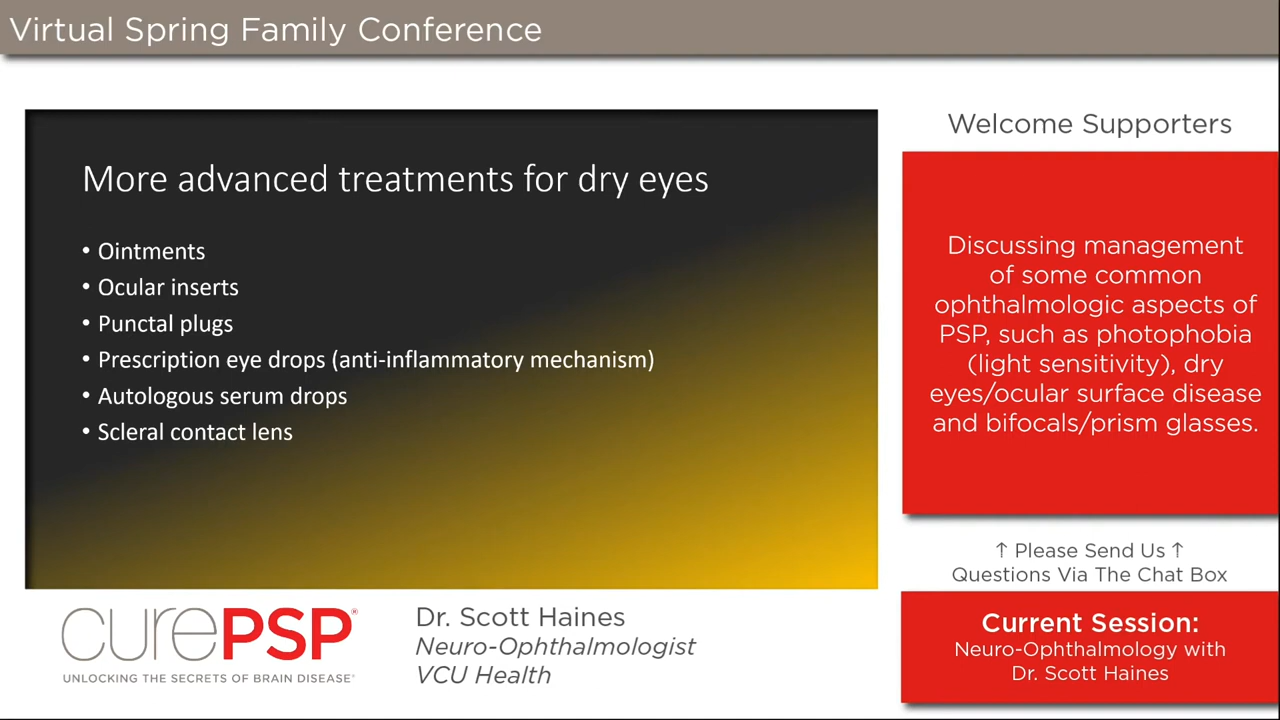 Virtual Spring Family Conference
More advanced treatments for dry eyes
• Ointments
• Ocular inserts
• Punctal plugs
• Prescription eye drops (anti-inflammatory mechanism)
• Autologous serum drops
• Scleral contact lens
Welcome Supporters
Discussing management
of some common
ophthalmologic aspects of
PSP, such as photophobia
(light sensitivity), dry
eyes/ocular surface disease
and bifocals/prism glasses.
↑ Please Send Us ↑
Questions Via The Chat Box
Current Session:
Neuro-Ophthalmology with
Dr. Scott Haines
curePSP®
UNLOCKING THE SECRETS OF BRAIN DISEASE®
Dr. Scott Haines
Neuro-Ophthalmologist
VCU Health